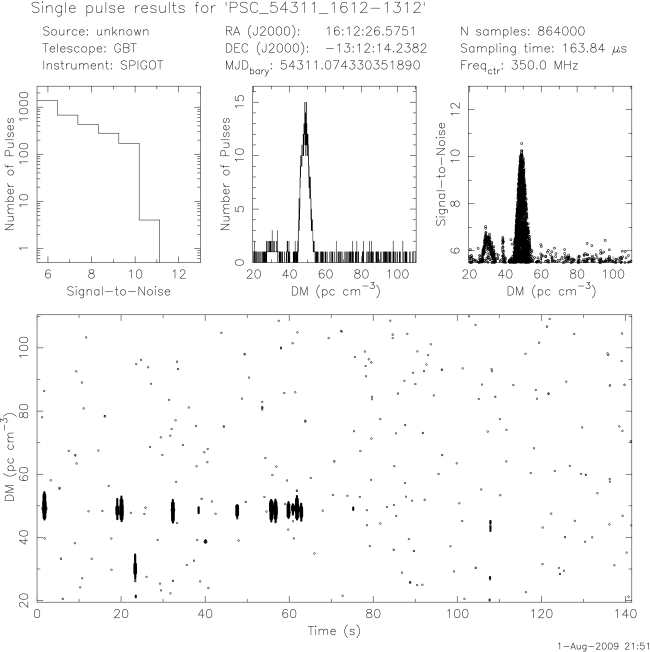 Single pulse results for 'PSC_54311_1612−1312'
Source: unknown RA (J2000): 16:12:26.5751 N samples: 864000
Telescope: GBT DEC (J2000): −13:12:14.2382 Sampling time: 163.84 μs
Instrument: SPIGOT MJD_bary: 54311.074330351890 Freq_ctr: 350.0 MHz
Number of Pulses
1 10 100 1000
6 8 10 12
Signal−to−Noise
Number of Pulses
0 5 10 15
20 40 60 80 100
DM (pc cm⁻³)
Signal−to−Noise
6 8 10 12
20 40 60 80 100
DM (pc cm⁻³)
DM (pc cm⁻³)
20 40 60 80 100
0 20 40 60 80 100 120 140
Time (s)
1−Aug−2009 21:51